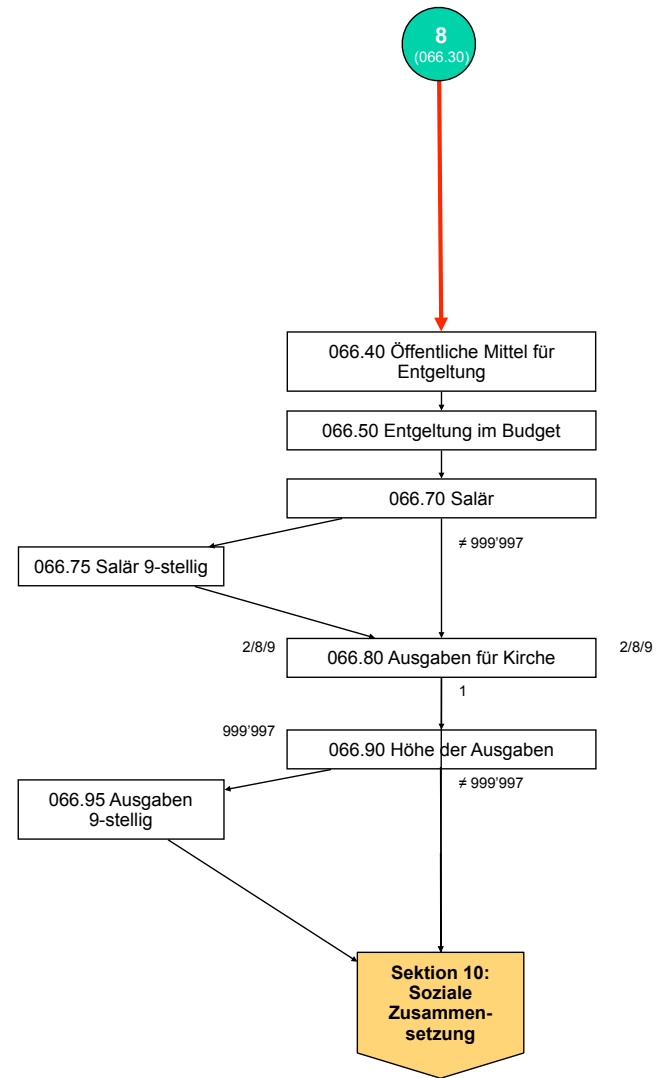 8
(066.30)
066.40 Öffentliche Mittel für
Entgeltung
066.50 Entgeltung im Budget
066.70 Salär
≠ 999’997
066.75 Salär 9-stellig
2/8/9
066.80 Ausgaben für Kirche
2/8/9
1
999’997
066.90 Höhe der Ausgaben
≠ 999’997
066.95 Ausgaben
9-stellig
Sektion 10:
Soziale
Zusammen-
setzung